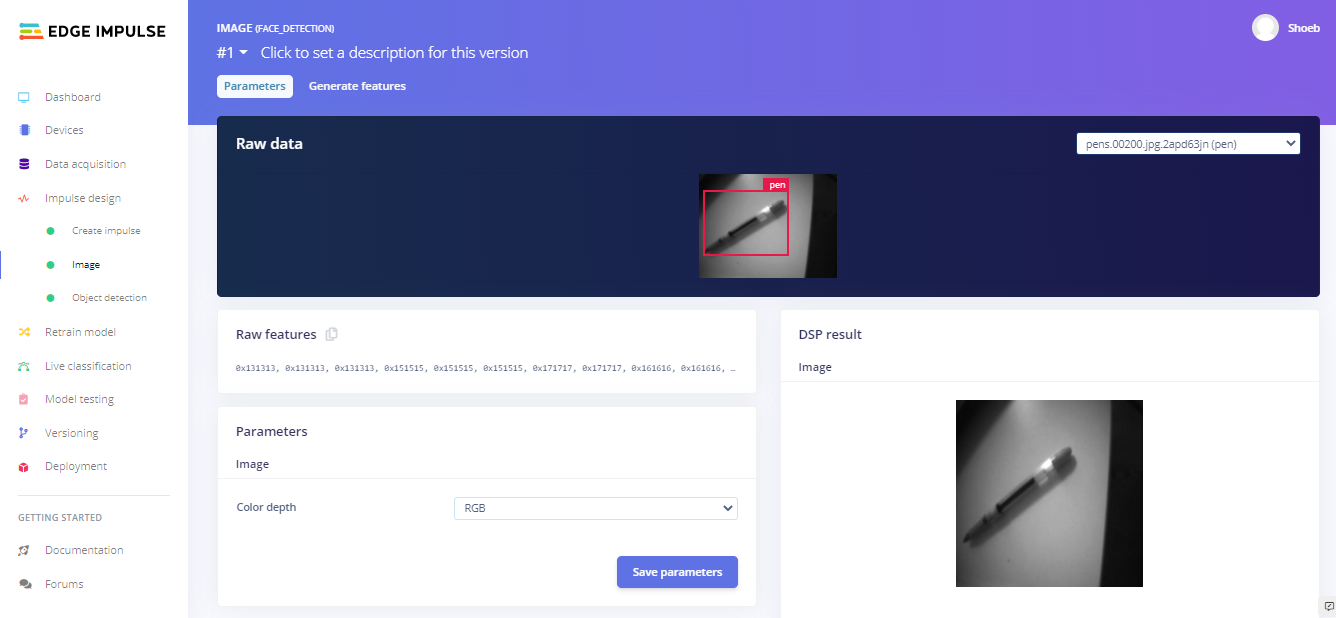 EDGE IMPULSE
Dashboard
Devices
Data acquisition
Impulse design
Create impulse
Image
Object detection
Retrain model
Live classification
Model testing
Versioning
Deployment
GETTING STARTED
Documentation
Forums
IMAGE (FACE_DETECTION)
#1 Click to set a description for this version
Shoeb
Parameters Generate features
Raw data
pens.00200.jpg.2apd63jn (pen)
pen
Raw features
0x131313, 0x131313, 0x131313, 0x151515, 0x151515, 0x151515, 0x171717, 0x171717, 0x161616, 0x161616, …
Parameters
Image
Color depth RGB
Save parameters
DSP result
Image